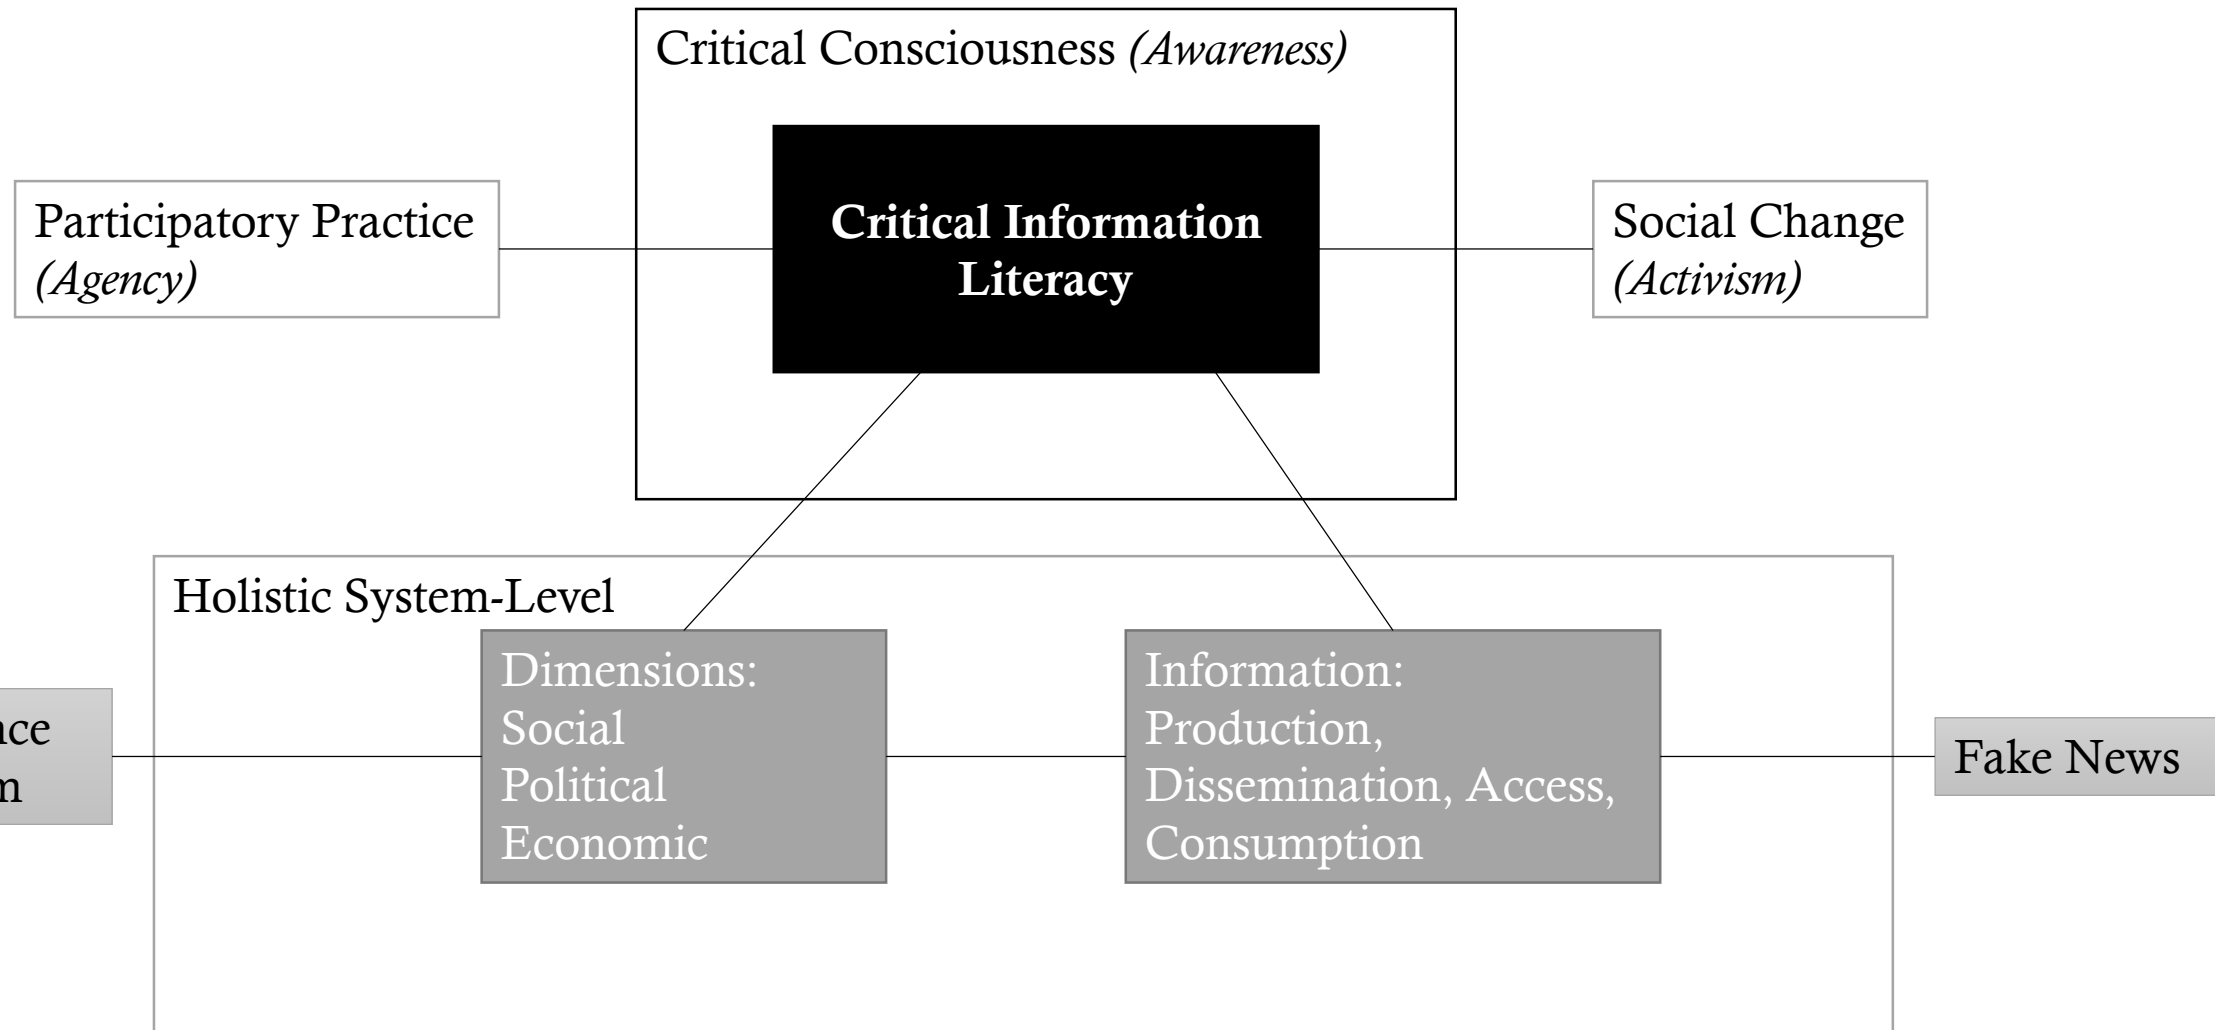 Critical Consciousness (Awareness)
Critical Information
Literacy
Participatory Practice
(Agency)
Social Change
(Activism)
Holistic System-Level
Dimensions:
Social
Political
Economic
Information:
Production,
Dissemination, Access,
Consumption
Fake News